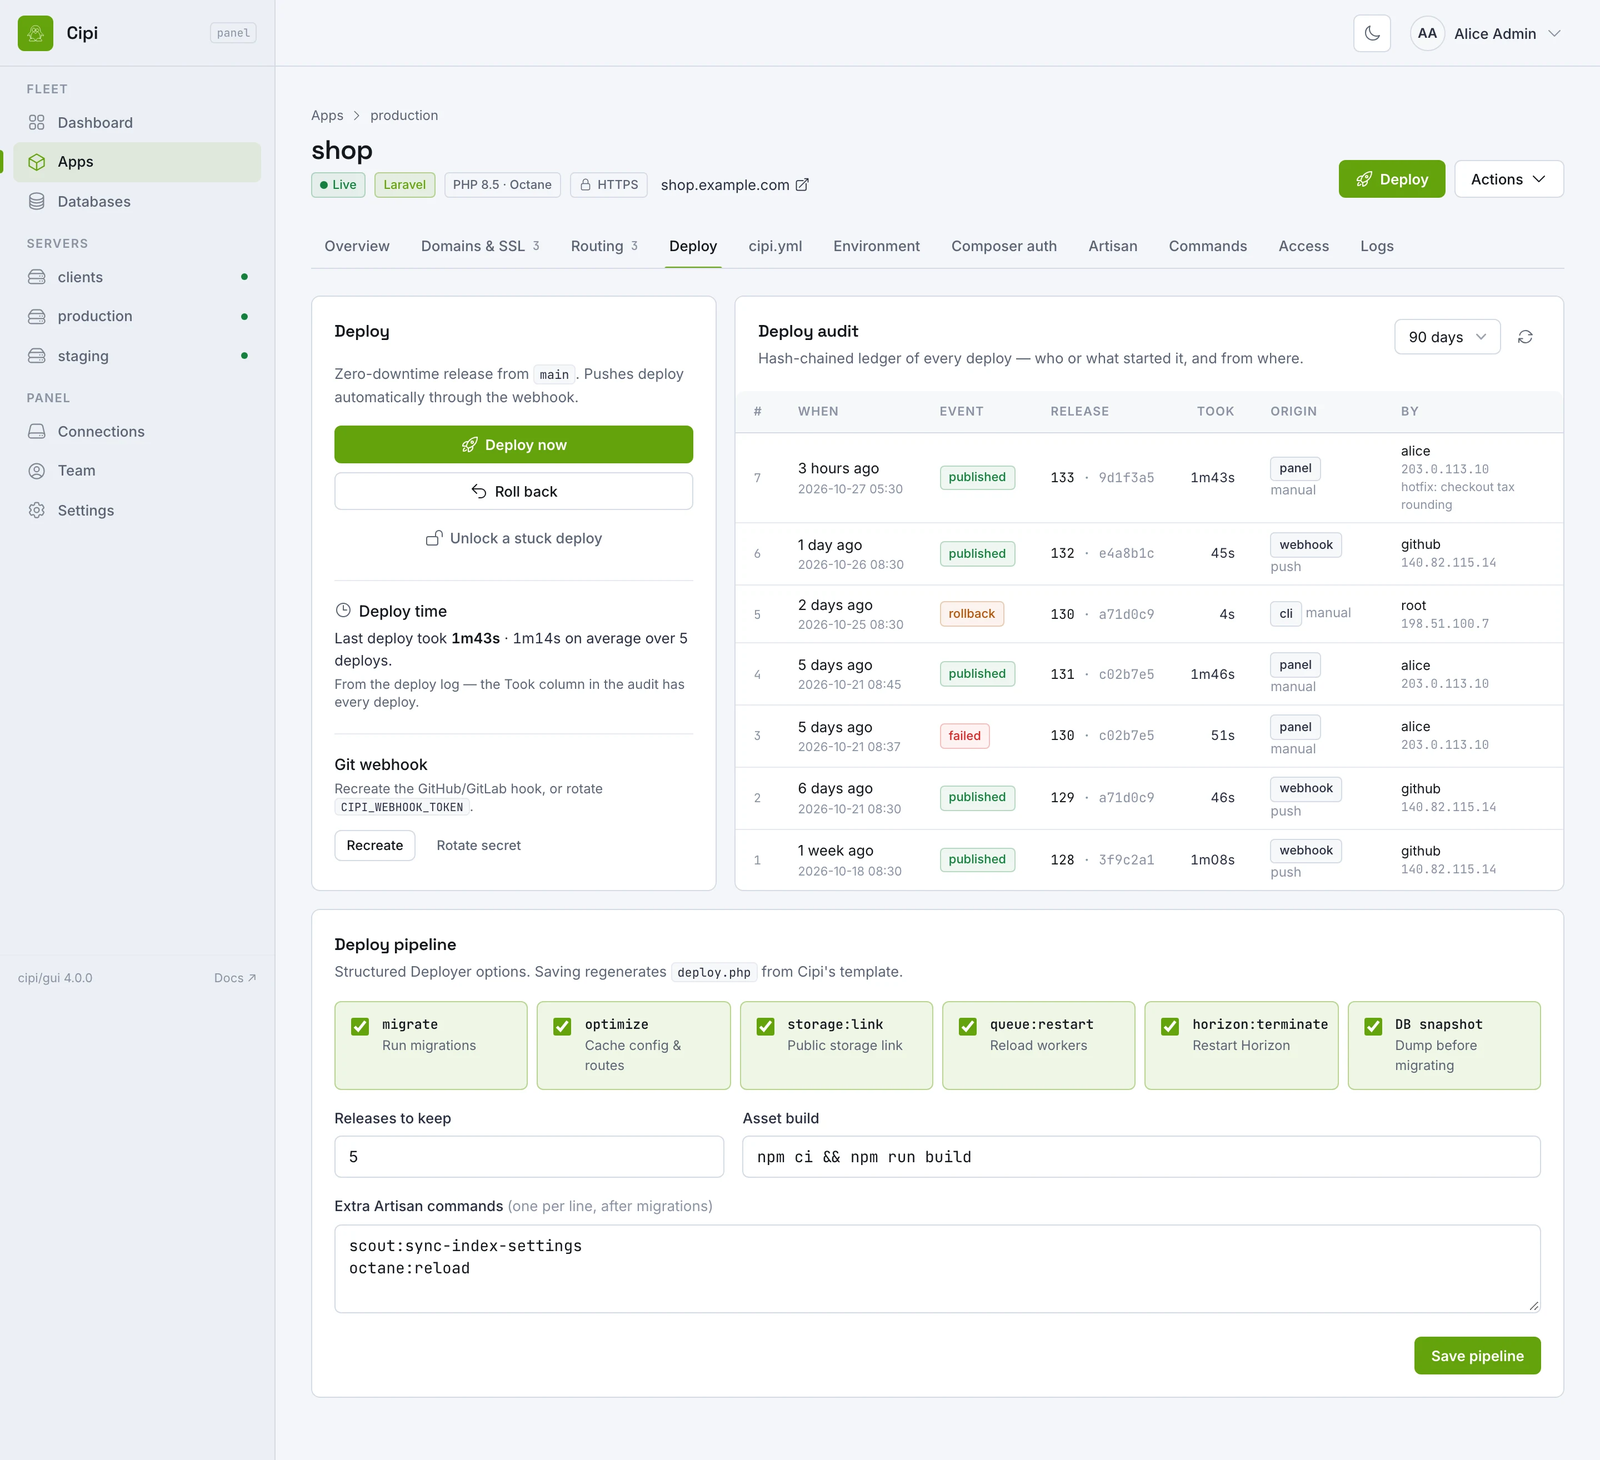 Cipi
panel
FLEET
Dashboard
Apps
Databases
SERVERS
clients
production
staging
PANEL
Connections
Team
Settings
cipi/gui 4.0.0
Docs ↗
AA
Alice Admin
Apps
production
shop
Live
Laravel
PHP 8.5 · Octane
HTTPS
shop.example.com
Deploy
Actions
Overview
Domains & SSL 3
Routing 3
Deploy
cipi.yml
Environment
Composer auth
Artisan
Commands
Access
Logs
Deploy
Zero-downtime release from main. Pushes deploy
automatically through the webhook.
Deploy now
Roll back
Unlock a stuck deploy
Deploy time
Last deploy took 1m43s · 1m14s on average over 5
deploys.
From the deploy log — the Took column in the audit has
every deploy.
Git webhook
Recreate the GitHub/GitLab hook, or rotate
CIPI_WEBHOOK_TOKEN.
Recreate
Rotate secret
Deploy audit
Hash-chained ledger of every deploy — who or what started it, and from where.
90 days
# WHEN EVENT RELEASE TOOK ORIGIN BY
7 3 hours ago published 133 · 9d1f3a5 1m43s panel alice
2026-10-27 05:30 manual 203.0.113.10
hotfix: checkout tax
rounding
6 1 day ago published 132 · e4a8b1c 45s webhook github
2026-10-26 08:30 push 140.82.115.14
5 2 days ago rollback 130 · a71d0c9 4s cli manual root
2026-10-25 08:30 198.51.100.7
4 5 days ago published 131 · c02b7e5 1m46s panel alice
2026-10-21 08:45 manual 203.0.113.10
3 5 days ago failed 130 · c02b7e5 51s panel alice
2026-10-21 08:37 manual 203.0.113.10
2 6 days ago published 129 · a71d0c9 46s webhook github
2026-10-21 08:30 push 140.82.115.14
1 1 week ago published 128 · 3f9c2a1 1m08s webhook github
2026-10-18 08:30 push 140.82.115.14
Deploy pipeline
Structured Deployer options. Saving regenerates deploy.php from Cipi's template.
migrate
Run migrations
optimize
Cache config &
routes
storage:link
Public storage link
queue:restart
Reload workers
horizon:terminate
Restart Horizon
DB snapshot
Dump before
migrating
Releases to keep
5
Asset build
npm ci && npm run build
Extra Artisan commands (one per line, after migrations)
scout:sync-index-settings
octane:reload
Save pipeline